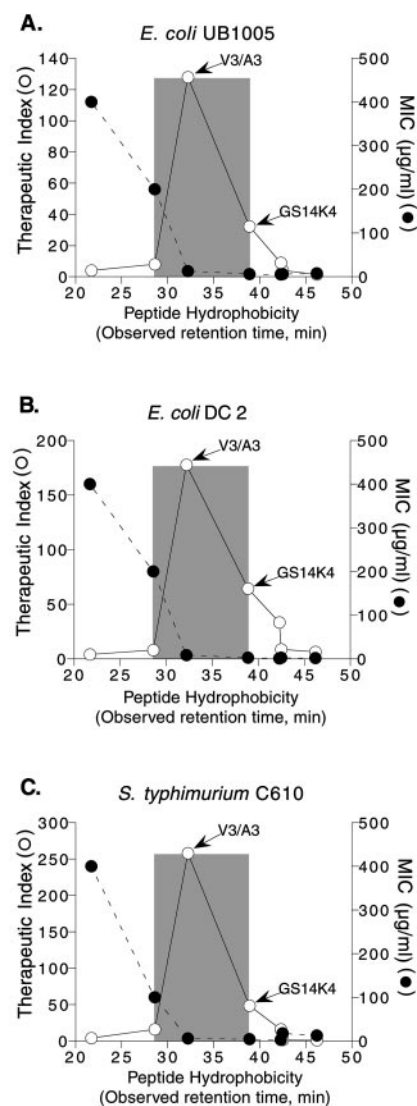 A.
E. coli UB1005
V3/A3
GS14K4
Therapeutic Index (O)
140
120
100
80
60
40
20
0
MIC (µg/ml) (●)
500
400
300
200
100
0
20 25 30 35 40 45 50
Peptide Hydrophobicity
(Observed retention time, min)
B.
E. coli DC 2
V3/A3
GS14K4
Therapeutic Index (O)
200
150
100
50
0
MIC (µg/ml) (●)
500
400
300
200
100
0
20 25 30 35 40 45 50
Peptide Hydrophobicity
(Observed retention time, min)
C.
S. typhimurium C610
V3/A3
GS14K4
Therapeutic Index (O)
300
250
200
150
100
50
0
MIC (µg/ml) (●)
500
400
300
200
100
0
20 25 30 35 40 45 50
Peptide Hydrophobicity
(Observed retention time, min)